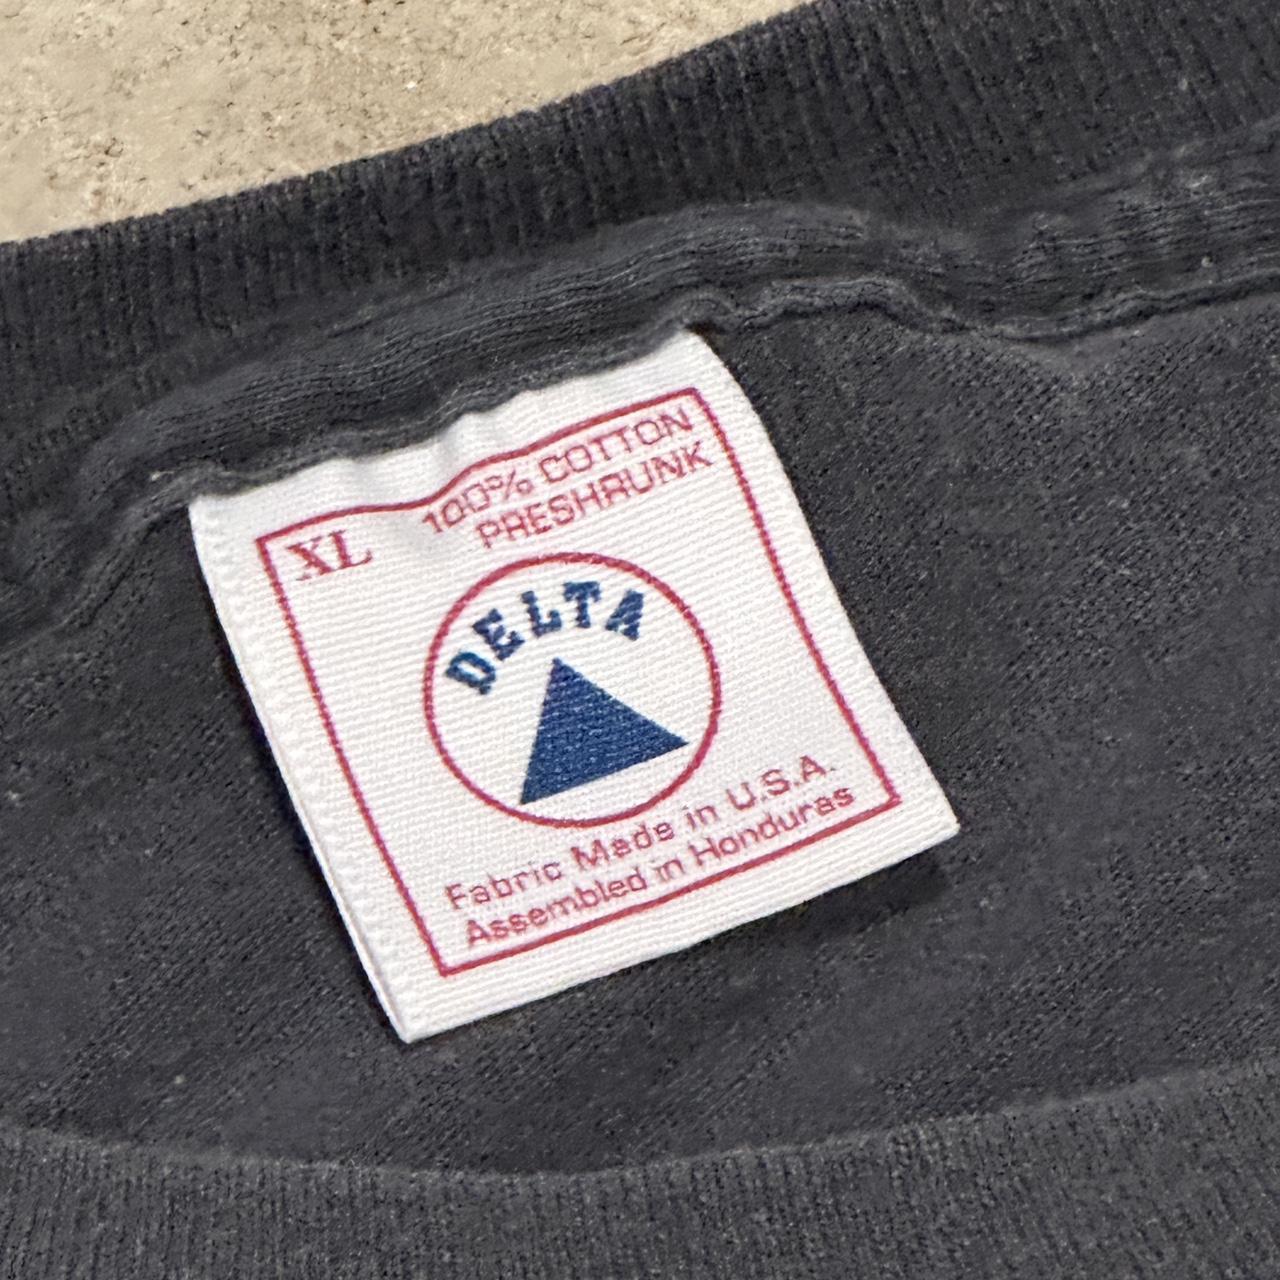 100% COTTON
PRESHRUNK
XL
DELTA
Fabric Made in U.S.A.
Assembled in Honduras